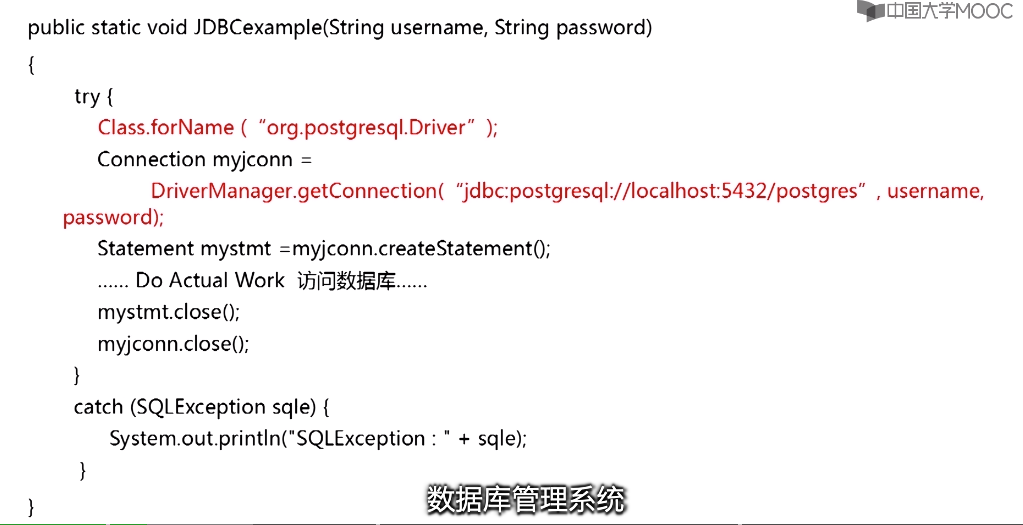 中国大学MOOC
public static void JDBCexample(String username, String password)
{
try {
Class.forName (“org.postgresql.Driver”);
Connection myjconn =
DriverManager.getConnection(“jdbc:postgresql://localhost:5432/postgres”, username,
password);
Statement mystmt =myjconn.createStatement();
...... Do Actual Work 访问数据库......
mystmt.close();
myjconn.close();
}
catch (SQLException sqle) {
System.out.println("SQLException : " + sqle);
}
}
数据库管理系统